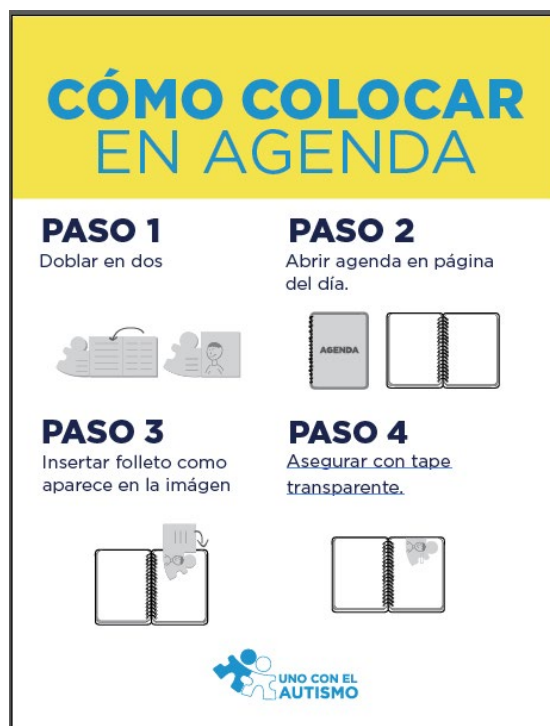 CÓMO COLOCAR
EN AGENDA
PASO 1
Doblar en dos
PASO 2
Abrir agenda en página
del día.
AGENDA
PASO 3
Insertar folleto como
aparece en la imágen
PASO 4
Asegurar con tape
transparente.
UNO CON EL
AUTISMO